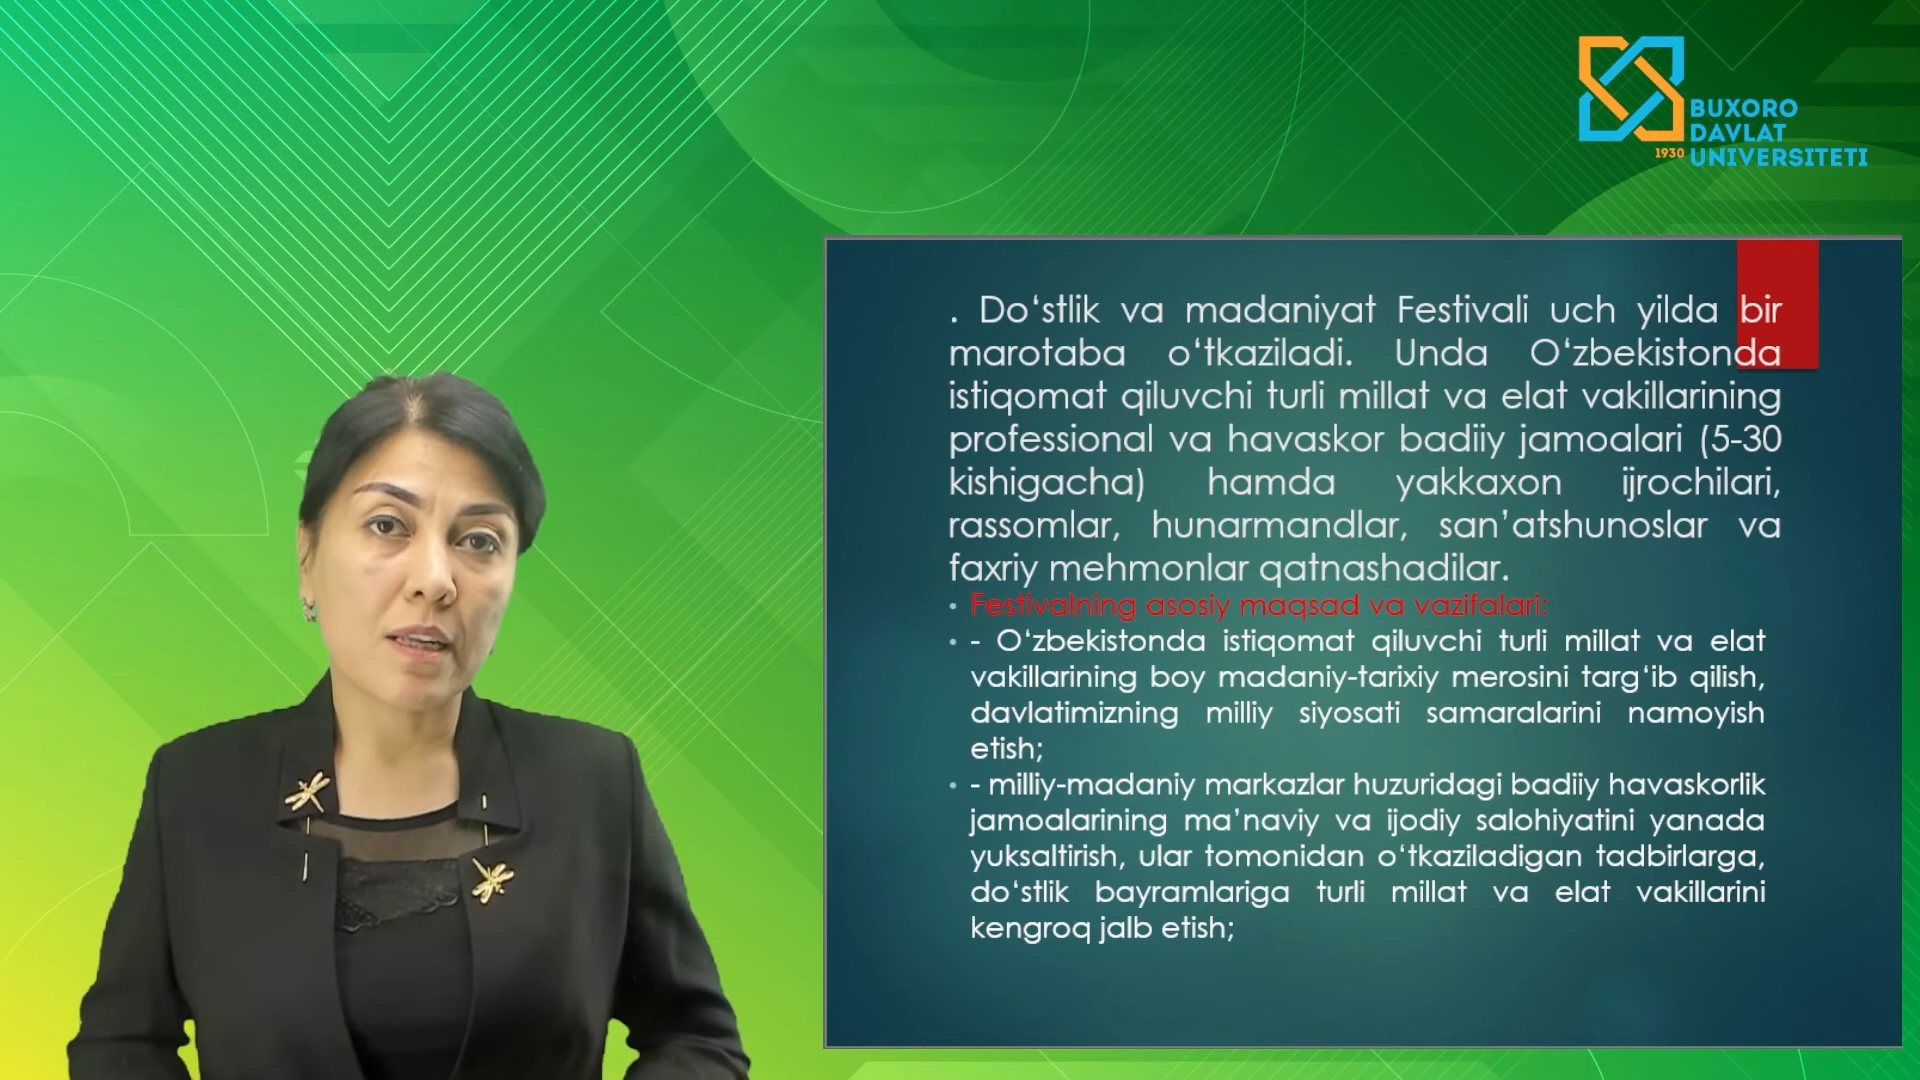 BUXORO
DAVLAT
1930 UNIVERSITETI
. Do‘stlik va madaniyat Festivali uch yilda bir
marotaba o‘tkaziladi. Unda O‘zbekistonda
istiqomat qiluvchi turli millat va elat vakillarining
professional va havaskor badiiy jamoalari (5-30
kishigacha) hamda yakkaxon ijrochilari,
rassomlar, hunarmandlar, san’atshunoslar va
faxriy mehmonlar qatnashadilar.
• Festivalning asosiy maqsad va vazifalari:
• - O‘zbekistonda istiqomat qiluvchi turli millat va elat
vakillarining boy madaniy-tarixiy merosini targ‘ib qilish,
davlatimizning milliy siyosati samaralarini namoyish
etish;
• - milliy-madaniy markazlar huzuridagi badiiy havaskorlik
jamoalarining ma’naviy va ijodiy salohiyatini yanada
yuksaltirish, ular tomonidan o‘tkaziladigan tadbirlarga,
do‘stlik bayramlariga turli millat va elat vakillarini
kengroq jalb etish;